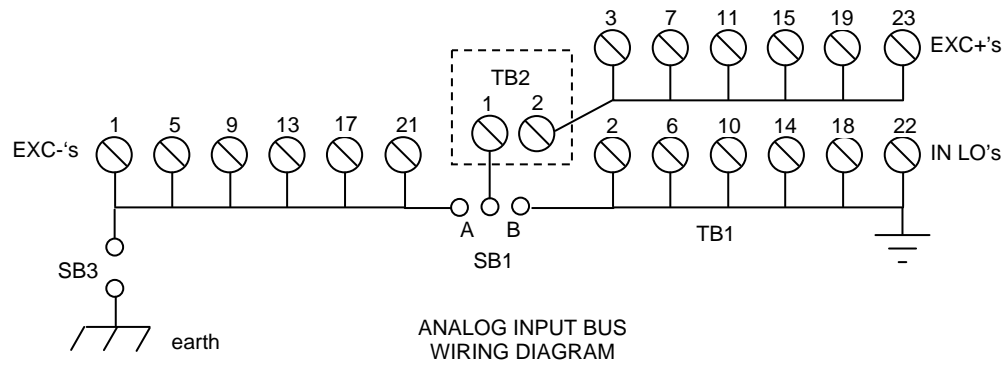 3 7 11 15 19 23
EXC+'s
TB2
1 2
1 5 9 13 17 21
2 6 10 14 18 22
EXC-‘s
IN LO’s
A B
TB1
SB1
SB3
earth
ANALOG INPUT BUS
WIRING DIAGRAM